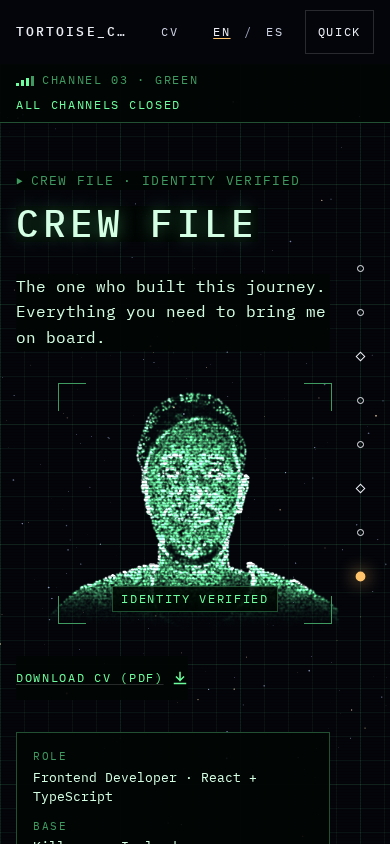 TORTOISE_C… CV EN / ES QUICK
CHANNEL 03 · GREEN
ALL CHANNELS CLOSED
▸ CREW FILE · IDENTITY VERIFIED
CREW FILE
The one who built this journey.
Everything you need to bring me
on board.
IDENTITY VERIFIED
DOWNLOAD CV (PDF)
ROLE
Frontend Developer · React +
TypeScript
BASE